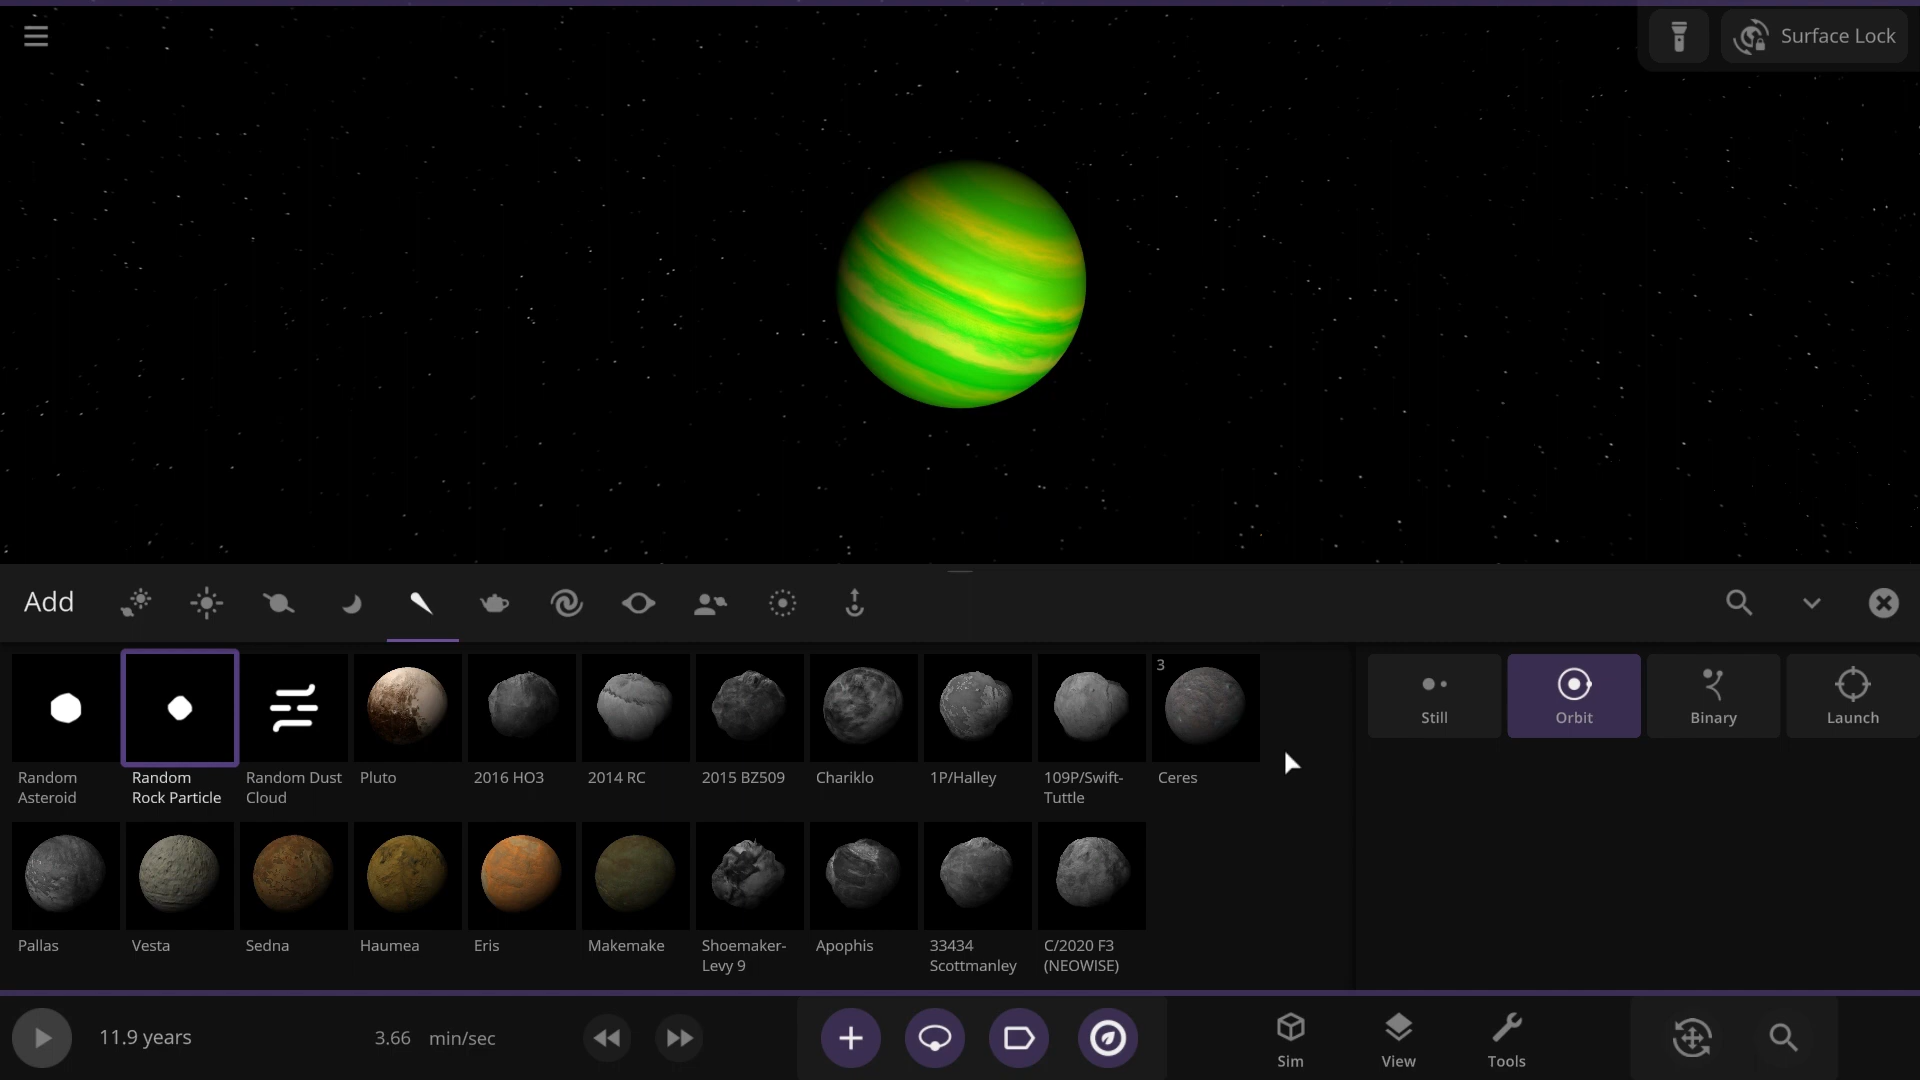 Surface Lock
Add
3
Random
Asteroid
Random
Rock Particle
Random Dust
Cloud
Pluto
2016 HO3
2014 RC
2015 BZ509
Chariklo
1P/Halley
109P/Swift-
Tuttle
Ceres
Still
Orbit
Binary
Launch
Pallas
Vesta
Sedna
Haumea
Eris
Makemake
Shoemaker-
Levy 9
Apophis
33434
Scottmanley
C/2020 F3
(NEOWISE)
11.9 years
3.66 min/sec
Sim
View
Tools